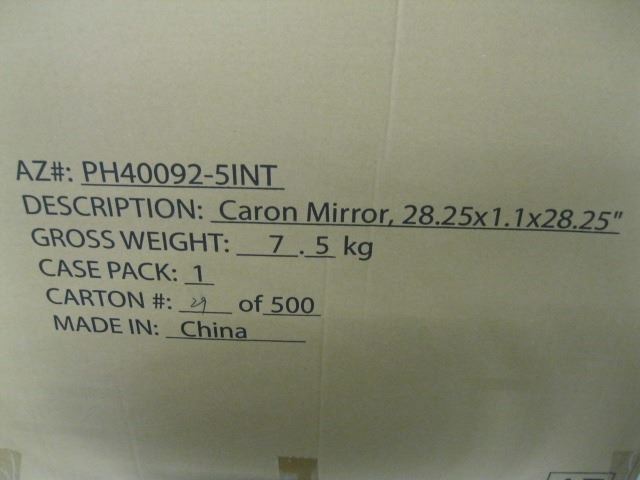 AZ#: PH40092-5INT
DESCRIPTION: Caron Mirror, 28.25x1.1x28.25"
GROSS WEIGHT: 7.5 kg
CASE PACK: 1
CARTON #: 29 of 500
MADE IN: China